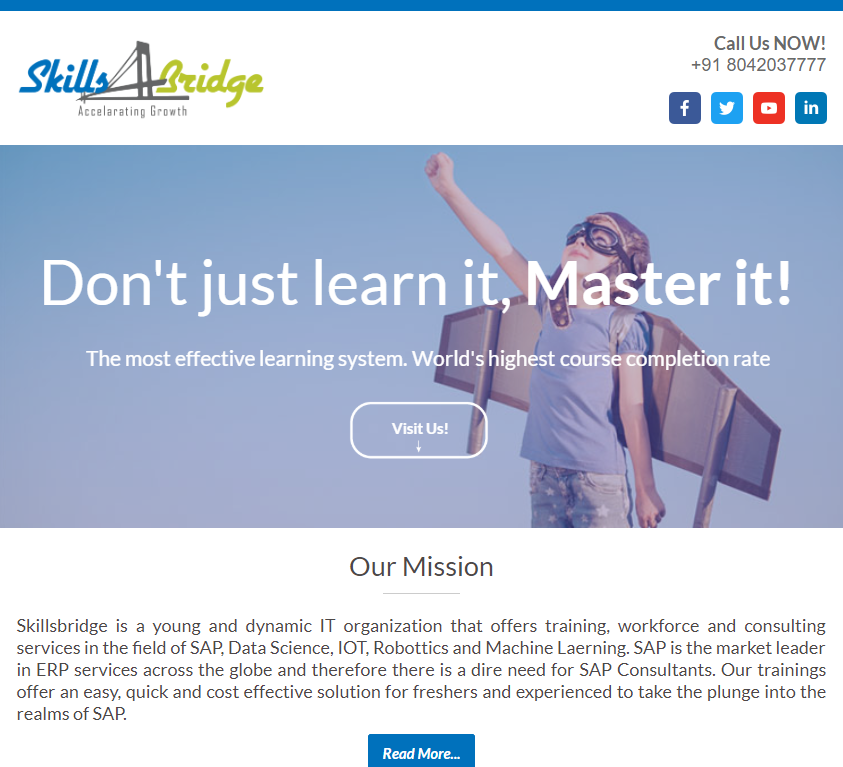 Skills Bridge
Accelarating Growth
Call Us NOW!
+91 8042037777
Don't just learn it, Master it!
The most effective learning system. World's highest course completion rate
Visit Us!
↓
Our Mission
Skillsbridge is a young and dynamic IT organization that offers training, workforce and consulting
services in the field of SAP, Data Science, IOT, Robottics and Machine Laerning. SAP is the market leader
in ERP services across the globe and therefore there is a dire need for SAP Consultants. Our trainings
offer an easy, quick and cost effective solution for freshers and experienced to take the plunge into the
realms of SAP.
Read More...